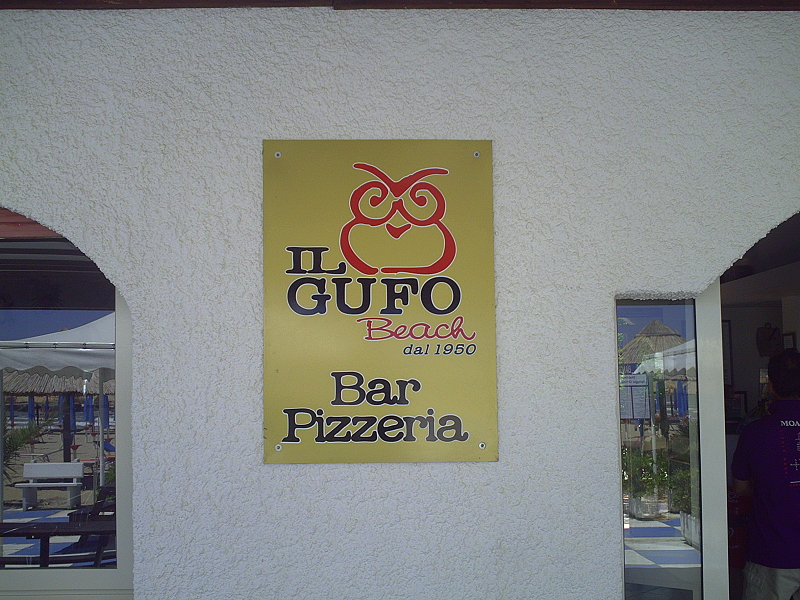 IL
GUFO
Beach
dal 1950
Bar
Pizzeria